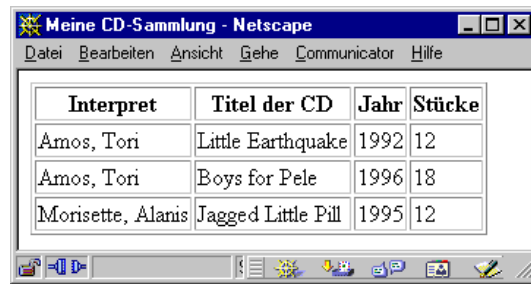 Meine CD-Sammlung - Netscape
Datei Bearbeiten Ansicht Gehe Communicator Hilfe
Interpret Titel der CD Jahr Stücke
Amos, Tori Little Earthquake 1992 12
Amos, Tori Boys for Pele 1996 18
Morisette, Alanis Jagged Little Pill 1995 12